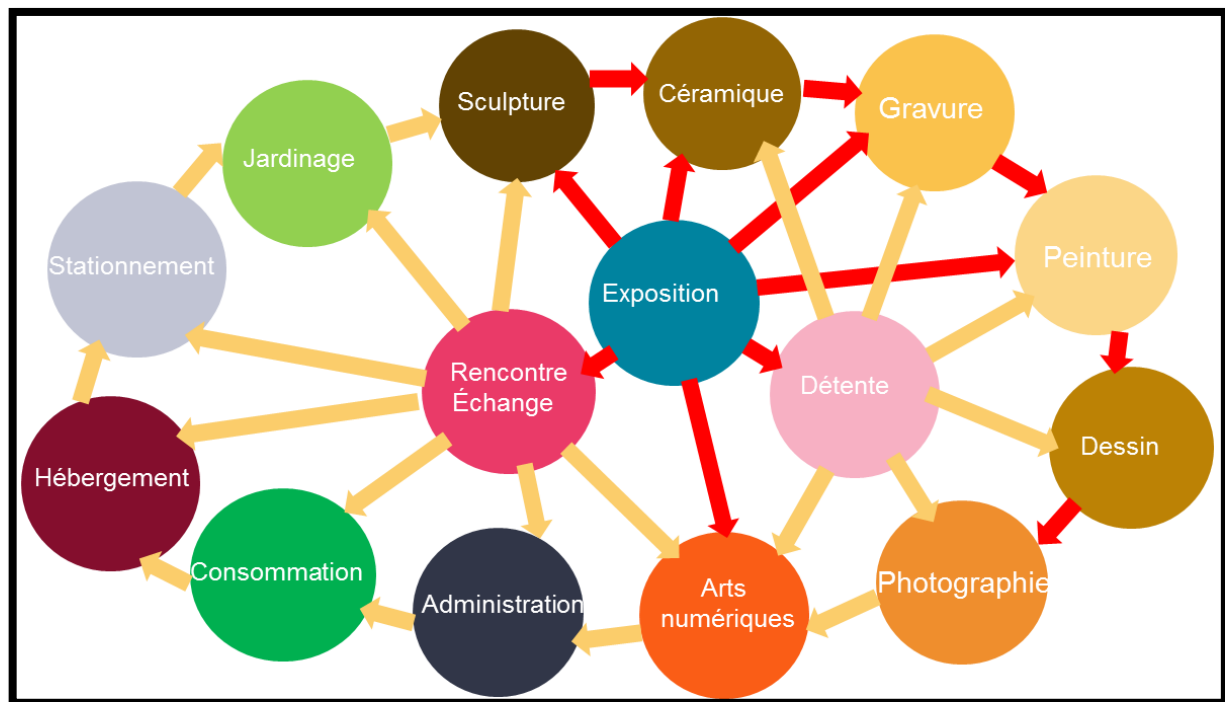 Sculpture
Céramique
Gravure
Jardinage
Stationnement
Exposition
Peinture
Rencontre
Échange
Détente
Dessin
Hébergement
Consommation
Administration
Arts
numériques
Photographie